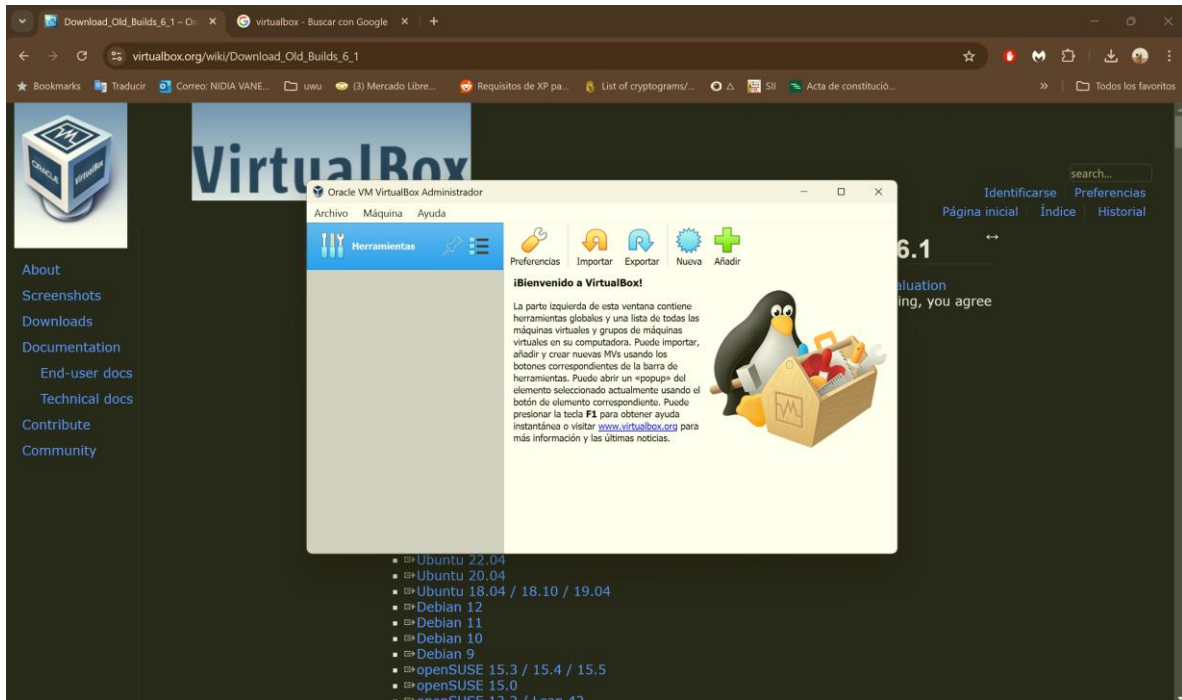 Download_Old_Builds_6_1 – Or
virtualbox - Buscar con Google
virtualbox.org/wiki/Download_Old_Builds_6_1
Bookmarks
Traducir
Correo: NIDIA VANE...
uwu
(3) Mercado Libre...
Requisitos de XP pa...
List of cryptograms/...
SII
Acta de constitució...
»
Todos los favoritos
ORACLE
VirtualBox
VirtualBox
search...
Identificarse
Preferencias
Página inicial
Índice
Historial
About
Screenshots
Downloads
Documentation
End-user docs
Technical docs
Contribute
Community
6.1
aluation
ing, you agree
Oracle VM VirtualBox Administrador
Archivo
Máquina
Ayuda
Herramientas
Preferencias
Importar
Exportar
Nueva
Añadir
¡Bienvenido a VirtualBox!
La parte izquierda de esta ventana contiene
herramientas globales y una lista de todas las
máquinas virtuales y grupos de máquinas
virtuales en su computadora. Puede importar,
añadir y crear nuevas MVs usando los
botones correspondientes de la barra de
herramientas. Puede abrir un «popup» del
elemento seleccionado actualmente usando el
botón de elemento correspondiente. Puede
presionar la tecla F1 para obtener ayuda
instantánea o visitar www.virtualbox.org para
más información y las últimas noticias.
Ubuntu 22.04
Ubuntu 20.04
Ubuntu 18.04 / 18.10 / 19.04
Debian 12
Debian 11
Debian 10
Debian 9
openSUSE 15.3 / 15.4 / 15.5
openSUSE 15.0